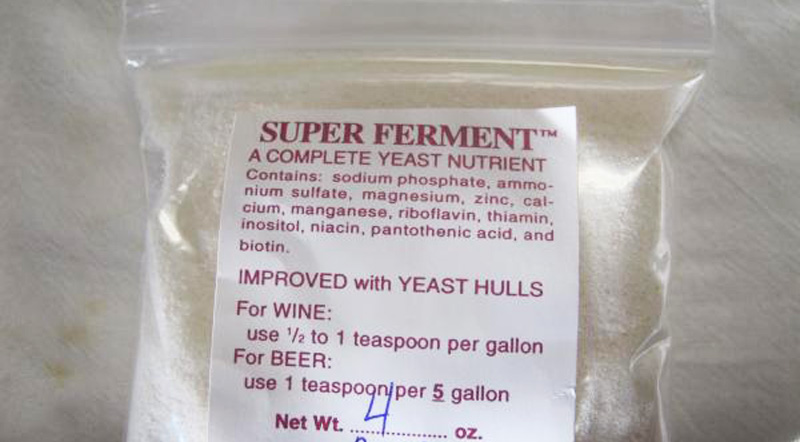 SUPER FERMENT™
A COMPLETE YEAST NUTRIENT
Contains: sodium phosphate, ammo-
nium sulfate, magnesium, zinc, cal-
cium, manganese, riboflavin, thiamin,
inositol, niacin, pantothenic acid, and
biotin.
IMPROVED with YEAST HULLS
For WINE:
use ½ to 1 teaspoon per gallon
For BEER:
use 1 teaspoon per 5 gallon
Net Wt. ....4.......... oz.